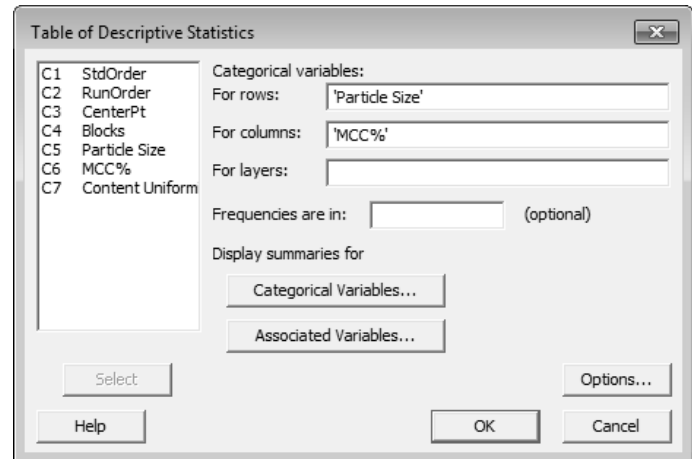 Table of Descriptive Statistics
C1 StdOrder
C2 RunOrder
C3 CenterPt
C4 Blocks
C5 Particle Size
C6 MCC%
C7 Content Uniform
Categorical variables:
For rows: 'Particle Size'
For columns: 'MCC%'
For layers:
Frequencies are in: (optional)
Display summaries for
Categorical Variables...
Associated Variables...
Select
Options...
Help
OK
Cancel